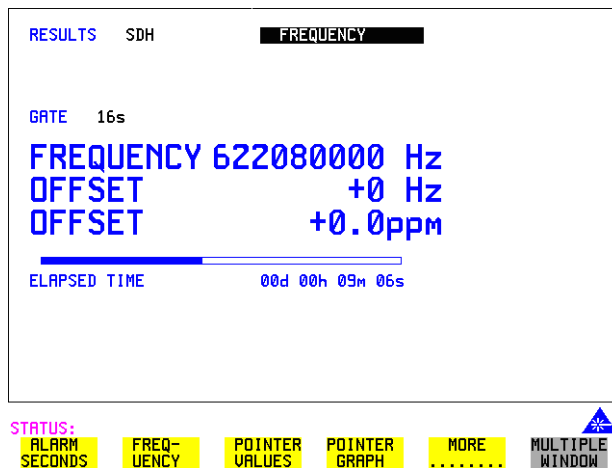 RESULTS SDH FREQUENCY
GATE 16s
FREQUENCY 622080000 Hz
OFFSET +0 Hz
OFFSET +0.0ppm
ELAPSED TIME 00d 00h 09m 06s
STATUS:
ALARM SECONDS FREQ-UENCY POINTER VALUES POINTER GRAPH MORE ........ MULTIPLE WINDOW